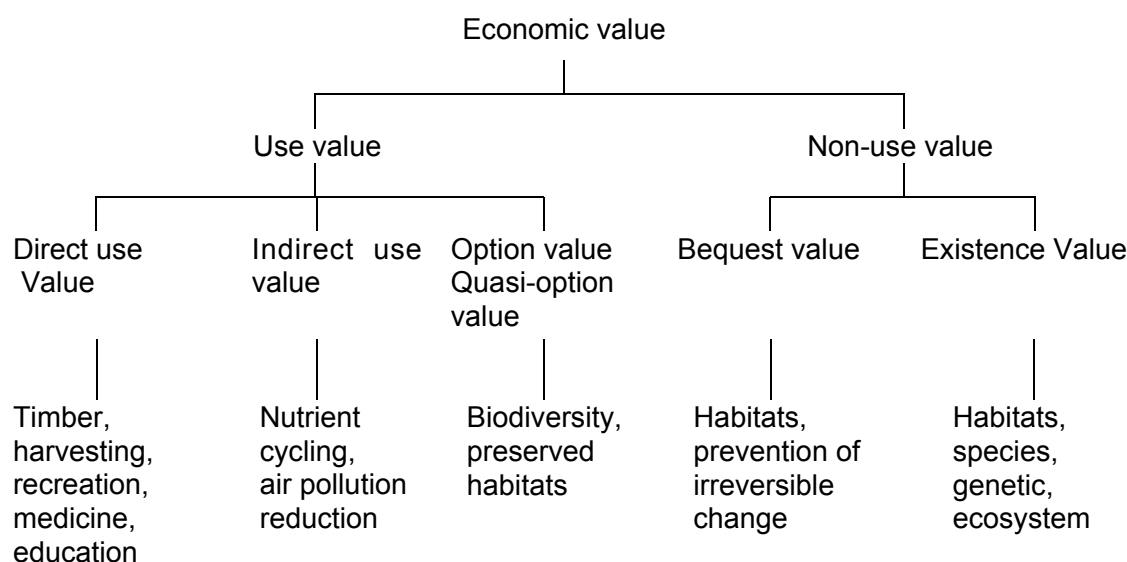 Economic value
Use value
Non-use value
Direct use
Value
Indirect use
value
Option value
Quasi-option
value
Bequest value
Existence Value
Timber,
harvesting,
recreation,
medicine,
education
Nutrient
cycling,
air pollution
reduction
Biodiversity,
preserved
habitats
Habitats,
prevention of
irreversible
change
Habitats,
species,
genetic,
ecosystem